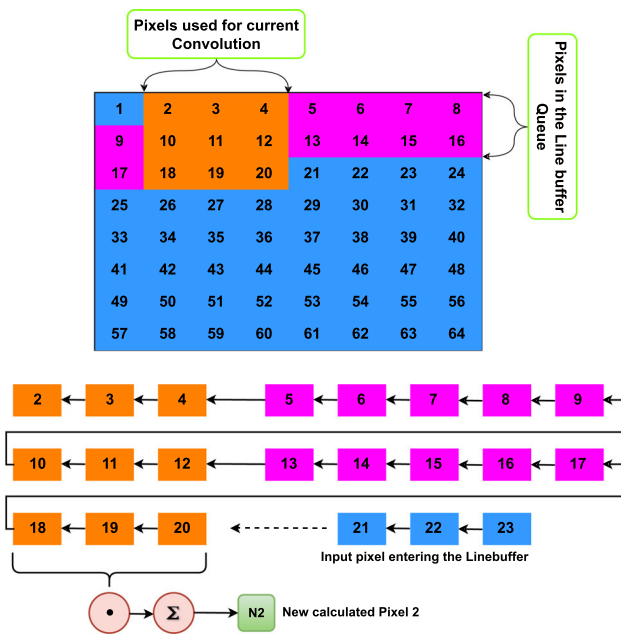 Pixels used for current
Convolution
Pixels in the Line buffer
Queue
1 2 3 4 5 6 7 8
9 10 11 12 13 14 15 16
17 18 19 20 21 22 23 24
25 26 27 28 29 30 31 32
33 34 35 36 37 38 39 40
41 42 43 44 45 46 47 48
49 50 51 52 53 54 55 56
57 58 59 60 61 62 63 64
2 3 4 5 6 7 8 9
10 11 12 13 14 15 16 17
18 19 20 21 22 23
Input pixel entering the Linebuffer
Σ N2 New calculated Pixel 2